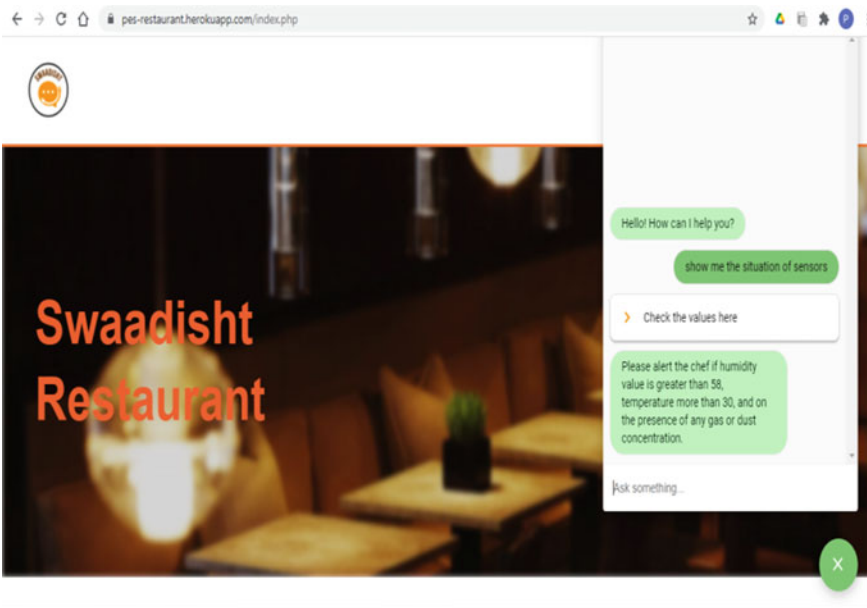 pes-restaurant.herokuapp.com/index.php
P
SWAADISHT
Swaadisht
Restaurant
Hello! How can I help you?
show me the situation of sensors
Check the values here
Please alert the chef if humidity
value is greater than 58,
temperature more than 30, and on
the presence of any gas or dust
concentration.
Ask something...